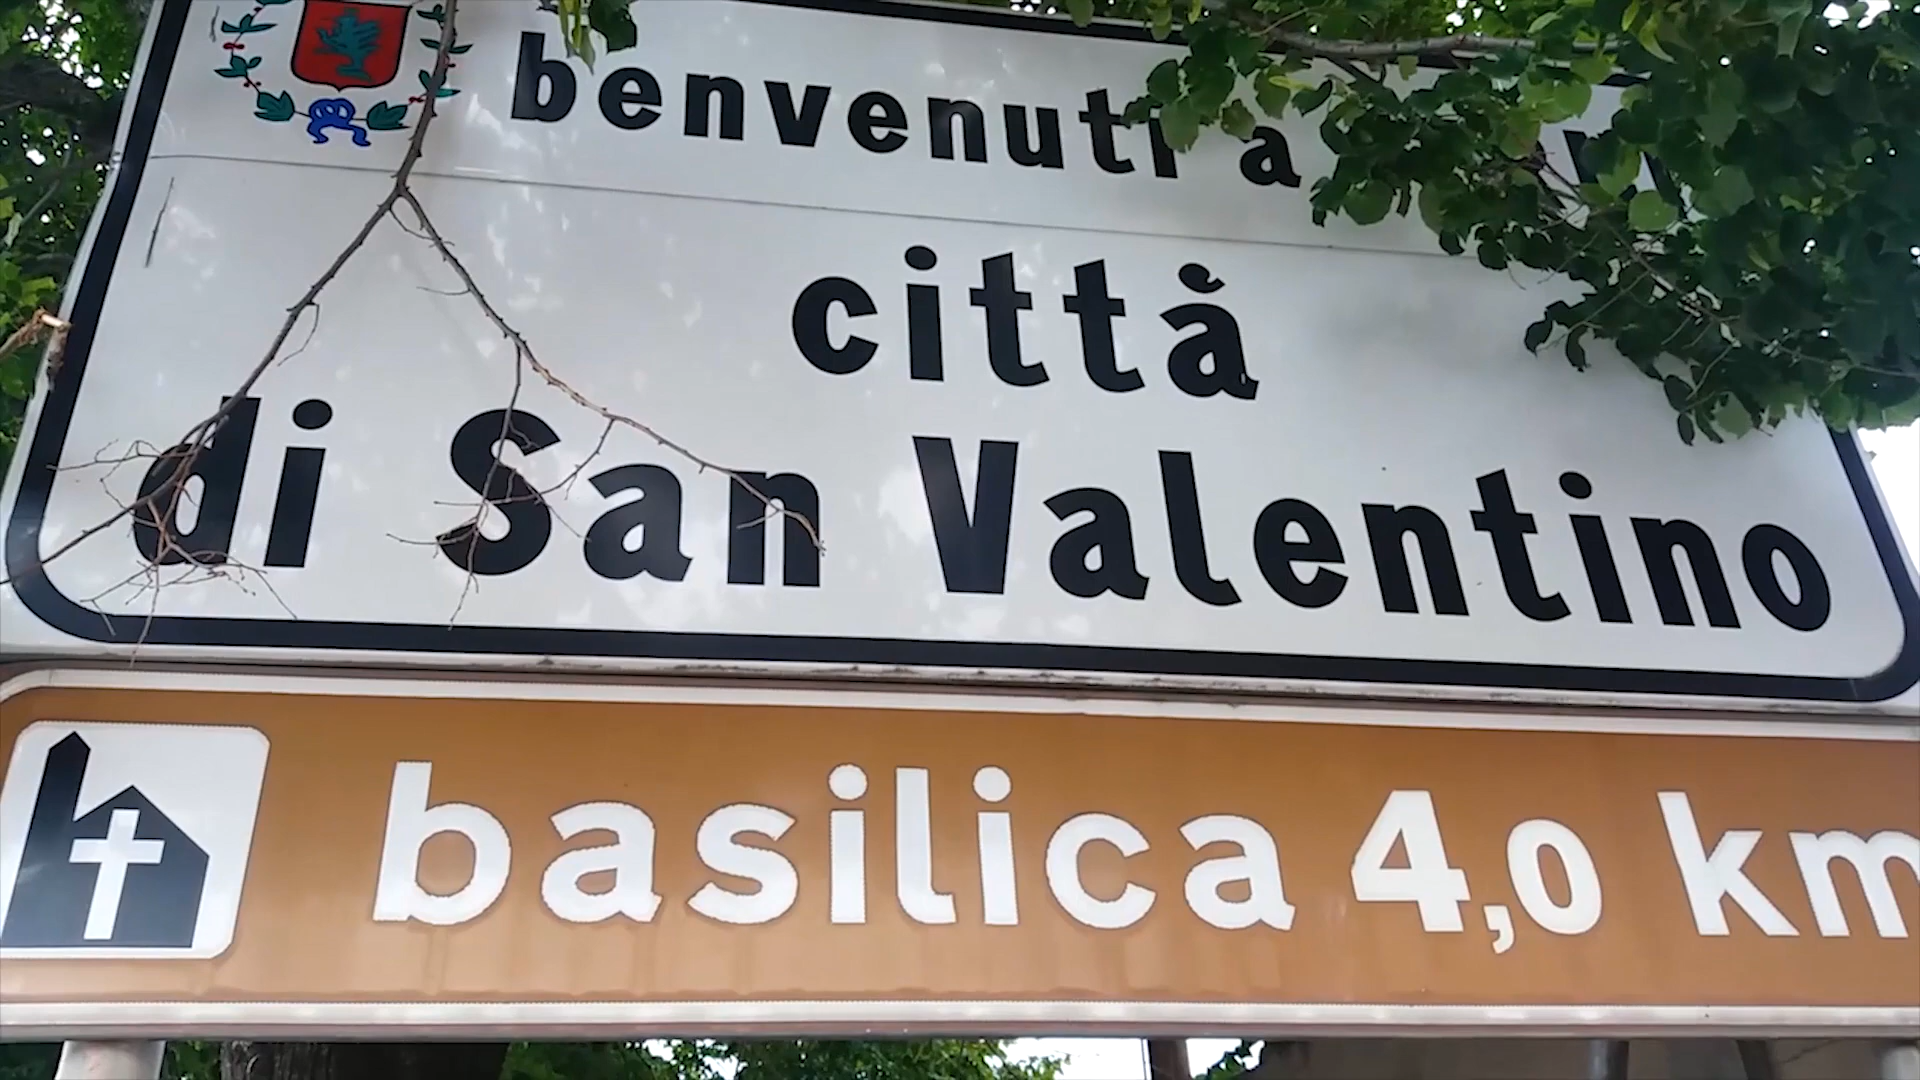 benvenuti a
città
di San Valentino
basilica 4,0 km